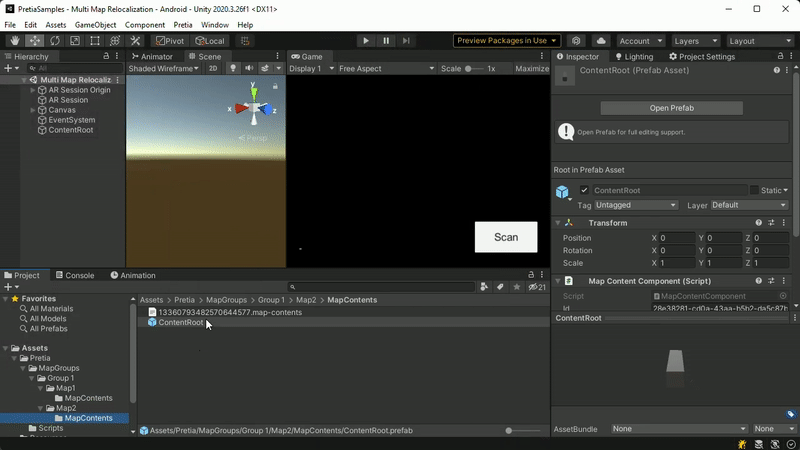 PretiaSamples - Multi Map Relocalization - Android - Unity 2020.3.26f1 <DX11>
File Edit Assets GameObject Component Pretia Window Help
Pivot Local Preview Packages in Use Account Layers Layout
Hierarchy Animator Scene Game Inspector Lighting Project Settings
All Shaded Wireframe 2D Display 1 Free Aspect Scale 1x Maximize ContentRoot (Prefab Asset)
Multi Map Relocaliz
AR Session Origin
AR Session
Canvas
EventSystem
ContentRoot
y
x z
Persp
Scan
Open Prefab
Open Prefab for full editing support.
Root in Prefab Asset
ContentRoot Static
Tag Untagged Layer Default
Transform
Position X 0 Y 0 Z 0
Rotation X 0 Y 0 Z 0
Scale X 1 Y 1 Z 1
Map Content Component (Script)
Script MapContentComponent
Id 28e38281-cd0a-43aa-b5b2-da5c87b
ContentRoot
AssetBundle None None
Project Console Animation
21
Favorites
All Materials
All Models
All Prefabs
Assets
Pretia
MapGroups
Group 1
Map1
MapContents
Map2
MapContents
Scripts
Assets > Pretia > MapGroups > Group 1 > Map2 > MapContents
13360793482570644577.map-contents
ContentRoot
Assets/Pretia/MapGroups/Group 1/Map2/MapContents/ContentRoot.prefab